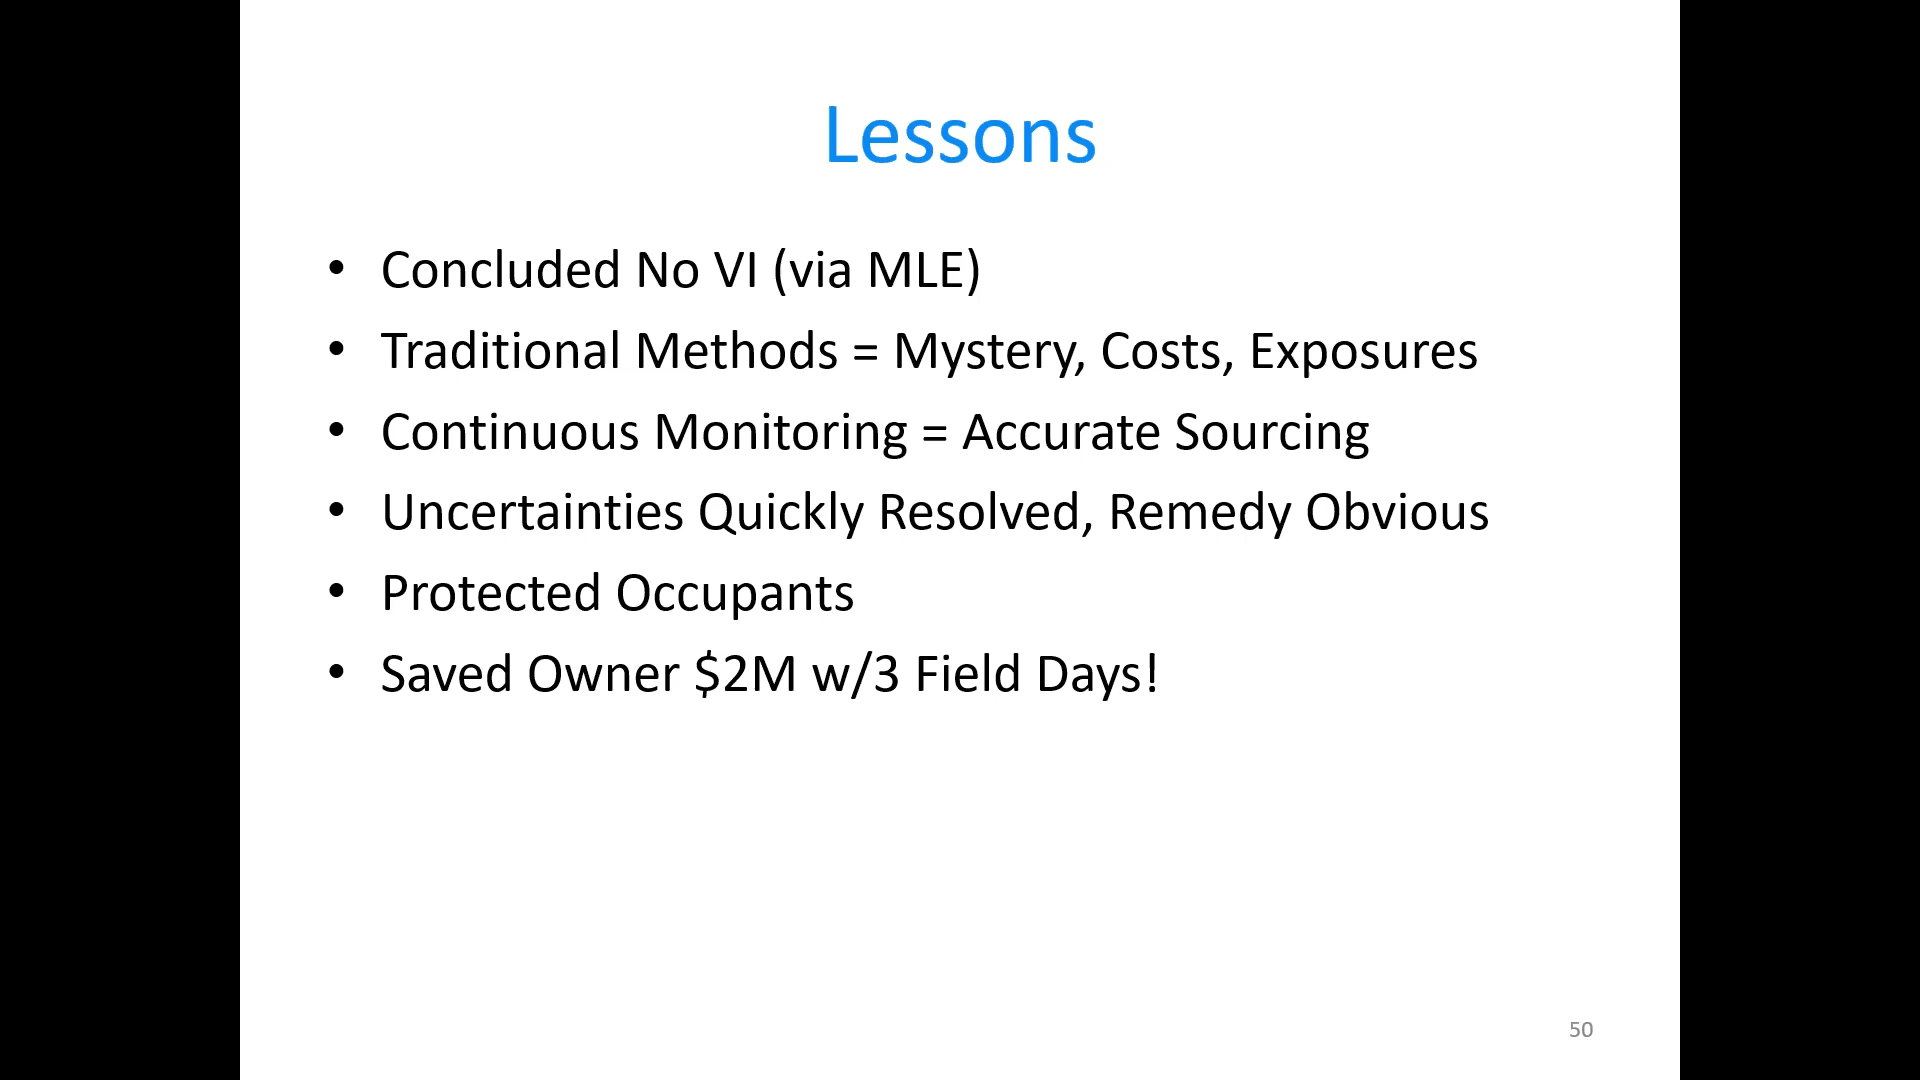 Lessons
• Concluded No VI (via MLE)
• Traditional Methods = Mystery, Costs, Exposures
• Continuous Monitoring = Accurate Sourcing
• Uncertainties Quickly Resolved, Remedy Obvious
• Protected Occupants
• Saved Owner $2M w/3 Field Days!
50